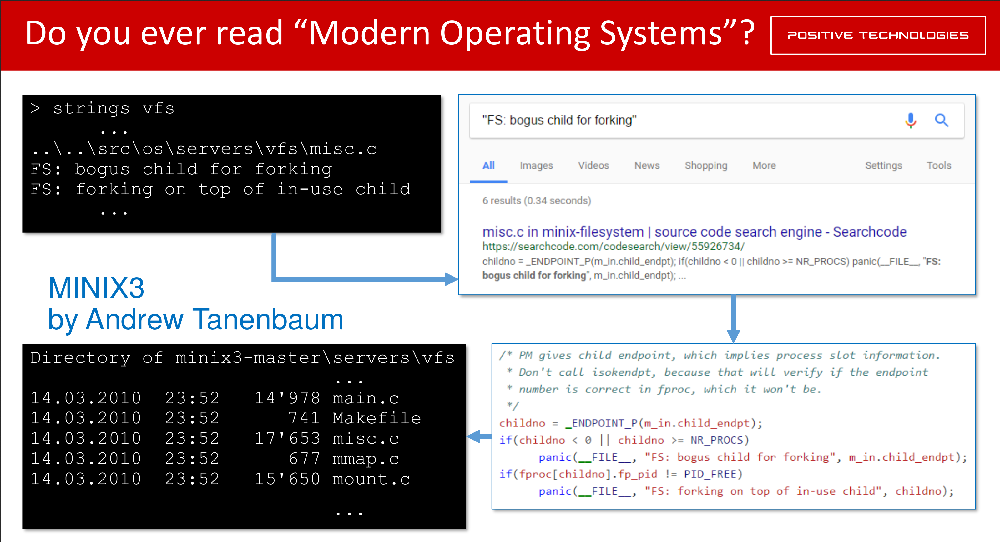 Do you ever read “Modern Operating Systems”?
POSITIVE TECHNOLOGIES
> strings vfs
...
..\..\src\os\servers\vfs\misc.c
FS: bogus child for forking
FS: forking on top of in-use child
...
"FS: bogus child for forking"
All Images Videos News Shopping More Settings Tools
6 results (0.34 seconds)
misc.c in minix-filesystem | source code search engine - Searchcode
https://searchcode.com/codesearch/view/55926734/
childno = _ENDPOINT_P(m_in.child_endpt); if(childno < 0 || childno >= NR_PROCS) panic(__FILE__, "FS:
bogus child for forking", m_in.child_endpt); ...
MINIX3
by Andrew Tanenbaum
/* PM gives child endpoint, which implies process slot information.
* Don't call isokendpt, because that will verify if the endpoint
* number is correct in fproc, which it won't be.
*/
childno = _ENDPOINT_P(m_in.child_endpt);
if(childno < 0 || childno >= NR_PROCS)
panic(__FILE__, "FS: bogus child for forking", m_in.child_endpt);
if(fproc[childno].fp_pid != PID_FREE)
panic(__FILE__, "FS: forking on top of in-use child", childno);
Directory of minix3-master\servers\vfs
...
14.03.2010 23:52 14'978 main.c
14.03.2010 23:52 741 Makefile
14.03.2010 23:52 17'653 misc.c
14.03.2010 23:52 677 mmap.c
14.03.2010 23:52 15'650 mount.c
...